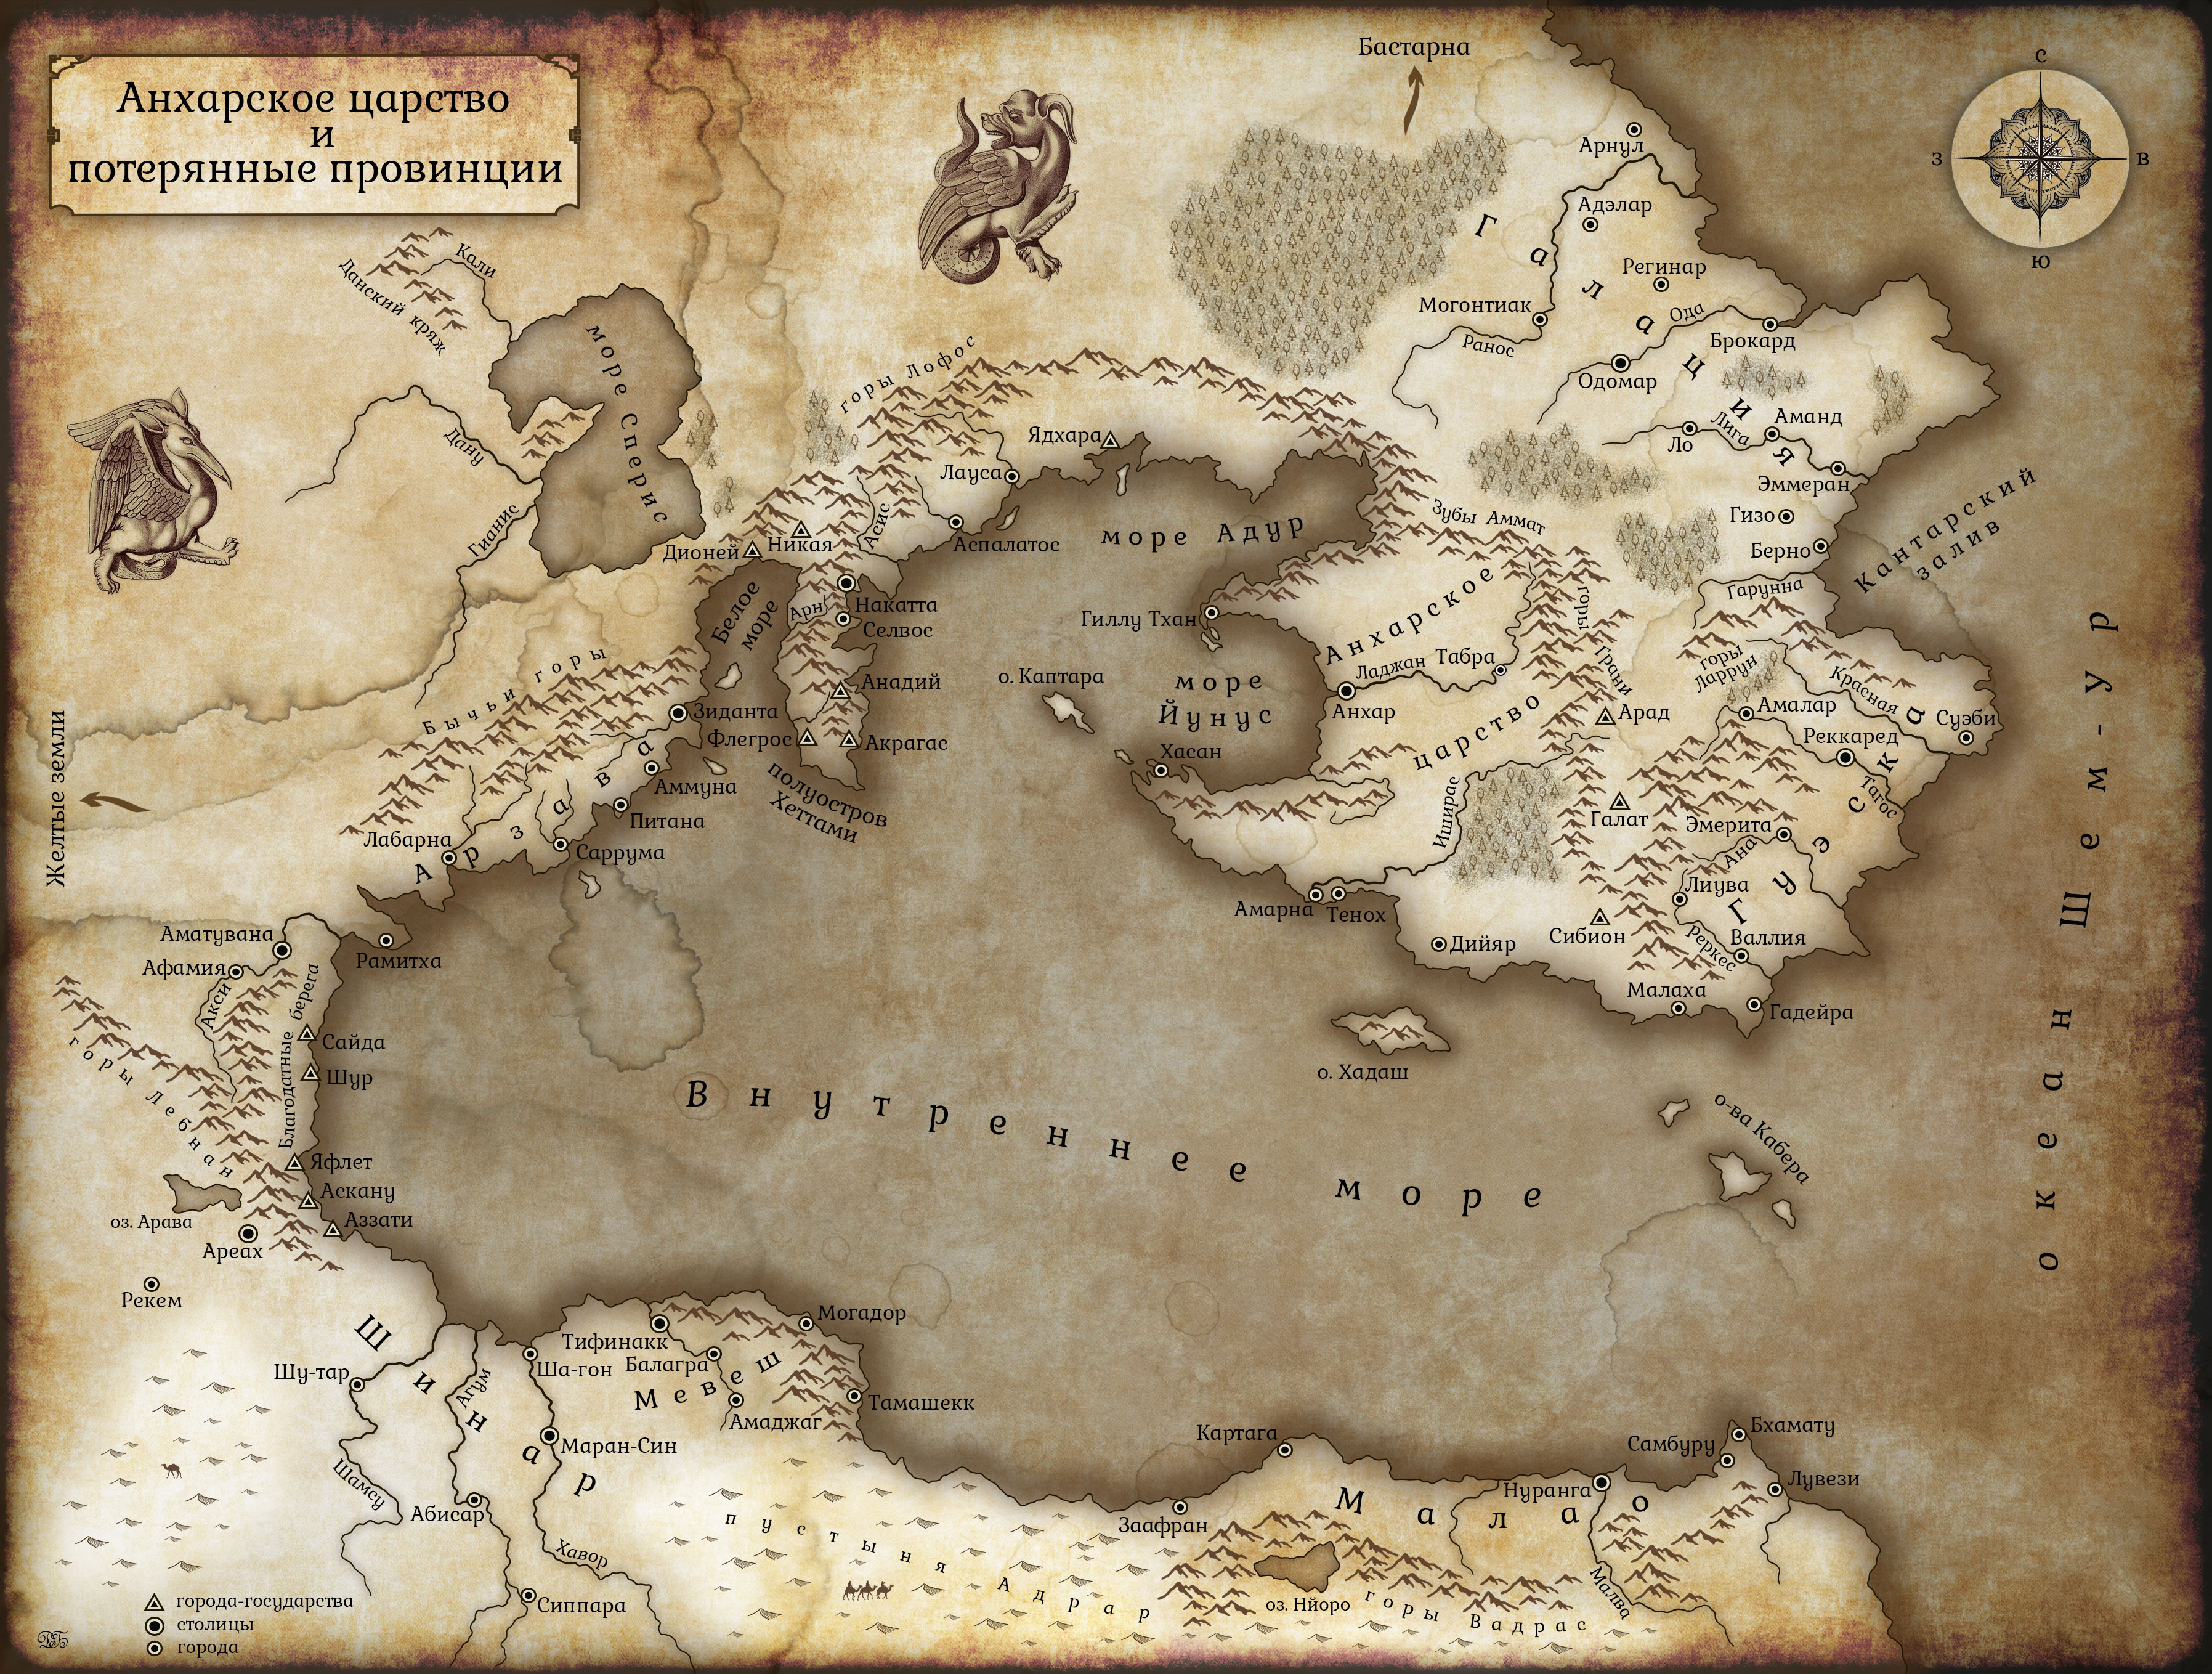 Анхарское царство
и
потерянные провинции
Бастарна
С
З
В
Ю
Арнул
Адэлар
Регинар
Могонтиак
Ранос
Ода
Брокард
Одомар
Галация
Аманд
Лига
Ло
Эммеран
Гизо
Берно
Гарунна
Кантарский
залив
Кали
Данский кряж
море Сперис
Дану
Гианис
горы Лофос
Ядхара
Лауса
Асис
Аспалатос
Дионей
Никая
море Адур
Зубы Аммат
Белое
море
Арн
Накатта
Селвос
Анадий
Флегрос
Акрагас
полуостров
Хеттами
Бычьи горы
Зиданта
Аммуна
Питана
Саррума
Лабарна
Арзава
Желтые земли
Гиллу Тхан
о. Каптара
море
Йунус
Хасан
Анхарское
царство
Ладжан
Табра
Анхар
горы Грани
Арад
Галат
Иширас
Амарна
Тенох
Дийяр
Сибион
горы
Ларрун
Красная
Амалар
Суэби
Реккаред
Тагос
Эмерита
Ана
Лиува
Гуэска
Реркес
Валлия
Малаха
Гадейра
океан Шем-ур
о. Хадаш
о-ва Кабера
Внутреннее море
Аматувана
Рамитха
Афамия
Акси
Благодатные берега
Сайда
Шур
горы Лебнан
Яфлет
Аскану
Аззати
оз. Арава
Ареах
Рекем
Шинар
Шу-тар
Агум
Шамсу
Абисар
Ша-гон
Маран-Син
Хавор
Сиппара
Тифинакк
Могадор
Балагра
Мевеш
Амаджаг
Тамашекк
пустыня Адрар
Картага
Заафран
Малао
Нуранга
Самбуру
Бхамату
Лувези
Малва
оз. Нйоро
горы Вадрас
города-государства
столицы
города